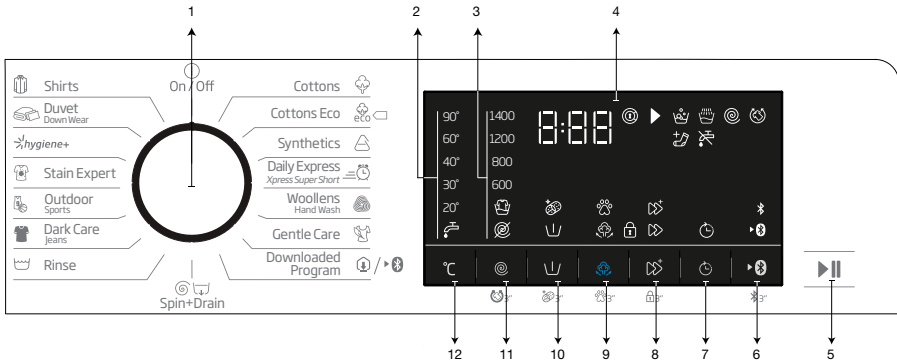 1
2
3
4
On / Off
Shirts
Duvet
Down Wear
hygiene+
Stain Expert
Outdoor
Sports
Dark Care
Jeans
Rinse
Spin+Drain
Cottons
Cottons Eco
eco
Synthetics
Daily Express
Xpress Super Short
Woollens
Hand Wash
Gentle Care
Downloaded
Program
/
90°
60°
40°
30°
20°
1400
1200
800
600
8:88
°C
3"
3"
3"
3"
3"
12
11
10
9
8
7
6
5